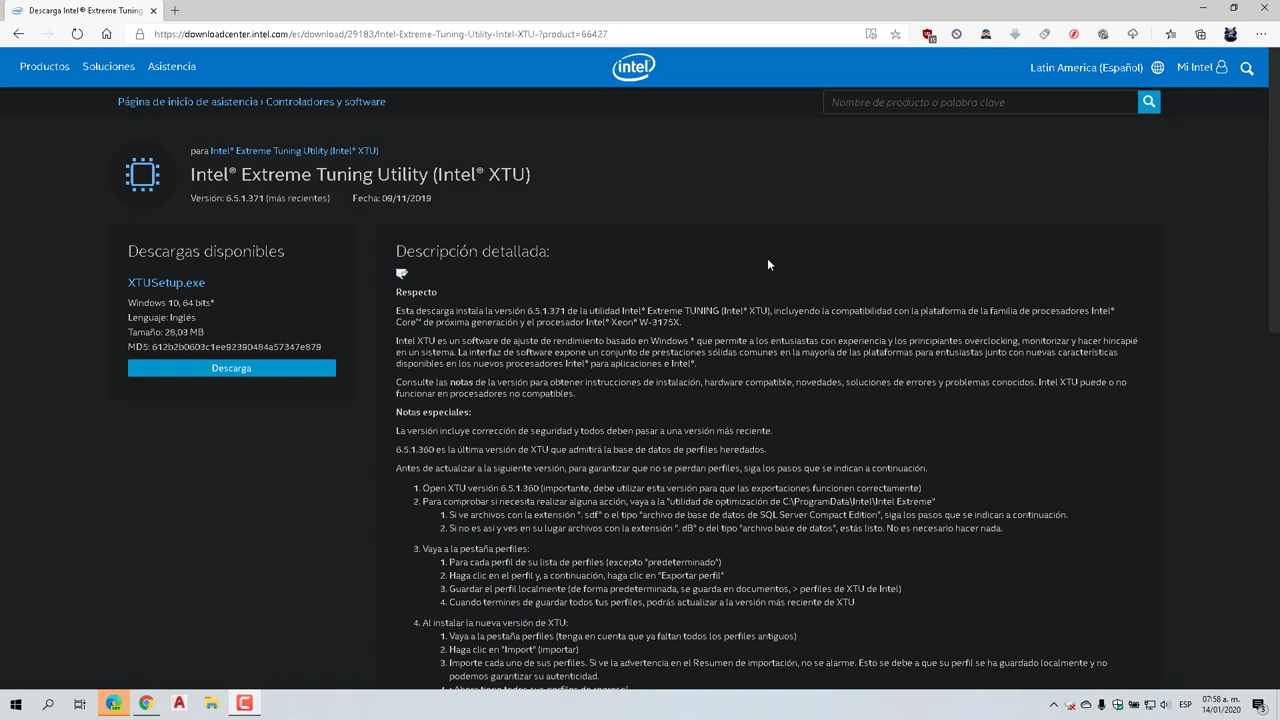 Descarga Intel® Extreme Tuning
https://downloadcenter.intel.com/es/download/29183/Intel-Extreme-Tuning-Utility-Intel-XTU-?product=66427
Productos Soluciones Asistencia
intel
Latin America (Español) Mi Intel
Página de inicio de asistencia › Controladores y software
Nombre de producto o palabra clave
para Intel® Extreme Tuning Utility (Intel® XTU)
Intel® Extreme Tuning Utility (Intel® XTU)
Versión: 6.5.1.371 (más recientes) Fecha: 09/11/2019
Descargas disponibles
XTUSetup.exe
Windows 10, 64 bits*
Lenguaje: Inglés
Tamaño: 28,03 MB
MD5: 612b2b0603c1ee92390484a57347e879
Descarga
Descripción detallada:
Respecto
Esta descarga instala la versión 6.5.1.371 de la utilidad Intel® Extreme TUNING (Intel® XTU), incluyendo la compatibilidad con la plataforma de la familia de procesadores Intel®
Core™ de próxima generación y el procesador Intel® Xeon® W-3175X.
Intel XTU es un software de ajuste de rendimiento basado en Windows * que permite a los entusiastas con experiencia y los principiantes overclocking, monitorizar y hacer hincapié
en un sistema. La interfaz de software expone un conjunto de prestaciones sólidas comunes en la mayoría de las plataformas para entusiastas junto con nuevas características
disponibles en los nuevos procesadores Intel® para aplicaciones e Intel®.
Consulte las notas de la versión para obtener instrucciones de instalación, hardware compatible, novedades, soluciones de errores y problemas conocidos. Intel XTU puede o no
funcionar en procesadores no compatibles.
Notas especiales:
La versión incluye corrección de seguridad y todos deben pasar a una versión más reciente.
6.5.1.360 es la última versión de XTU que admitirá la base de datos de perfiles heredados.
Antes de actualizar a la siguiente versión, para garantizar que no se pierdan perfiles, siga los pasos que se indican a continuación.
1. Open XTU versión 6.5.1.360 (importante, debe utilizar esta versión para que las exportaciones funcionen correctamente)
2. Para comprobar si necesita realizar alguna acción, vaya a la "utilidad de optimización de C:\ProgramData\Intel\Intel Extreme"
1. Si ve archivos con la extensión ". sdf" o el tipo "archivo de base de datos de SQL Server Compact Edition", siga los pasos que se indican a continuación.
2. Si no es así y ves en su lugar archivos con la extensión ". dB" o del tipo "archivo base de datos", estás listo. No es necesario hacer nada.
3. Vaya a la pestaña perfiles:
1. Para cada perfil de su lista de perfiles (excepto "predeterminado")
2. Haga clic en el perfil y, a continuación, haga clic en "Exportar perfil"
3. Guardar el perfil localmente (de forma predeterminada, se guarda en documentos, > perfiles de XTU de Intel)
4. Cuando termines de guardar todos tus perfiles, podrás actualizar a la versión más reciente de XTU
4. Al instalar la nueva versión de XTU:
1. Vaya a la pestaña perfiles (tenga en cuenta que ya faltan todos los perfiles antiguos)
2. Haga clic en "Import" (importar)
3. Importe cada uno de sus perfiles. Si ve la advertencia en el Resumen de importación, no se alarme. Esto se debe a que su perfil se ha guardado localmente y no
podemos garantizar su autenticidad.
ESP
07:58 a. m.
14/01/2020